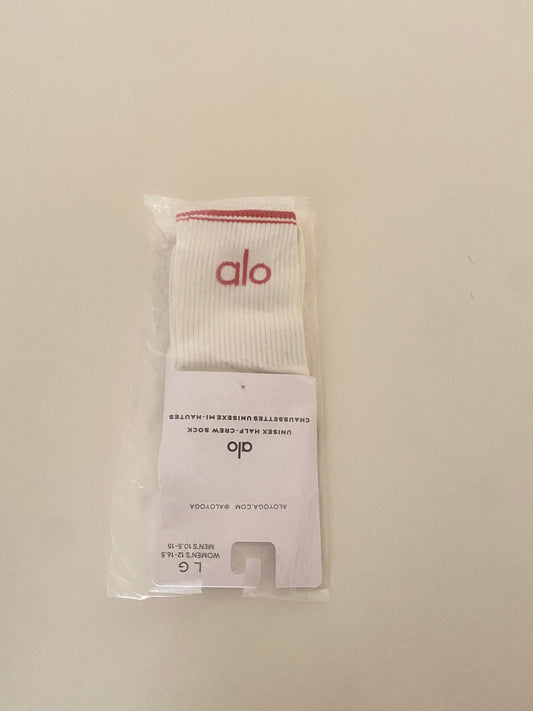 alo
L G
WOMEN'S 12-16.5
MEN'S 10.5-15
ALOYOGA.COM @ALOYOGA
alo
UNISEX HALF-CREW SOCK
CHAUSSETTES UNISEXE MI-HAUTES